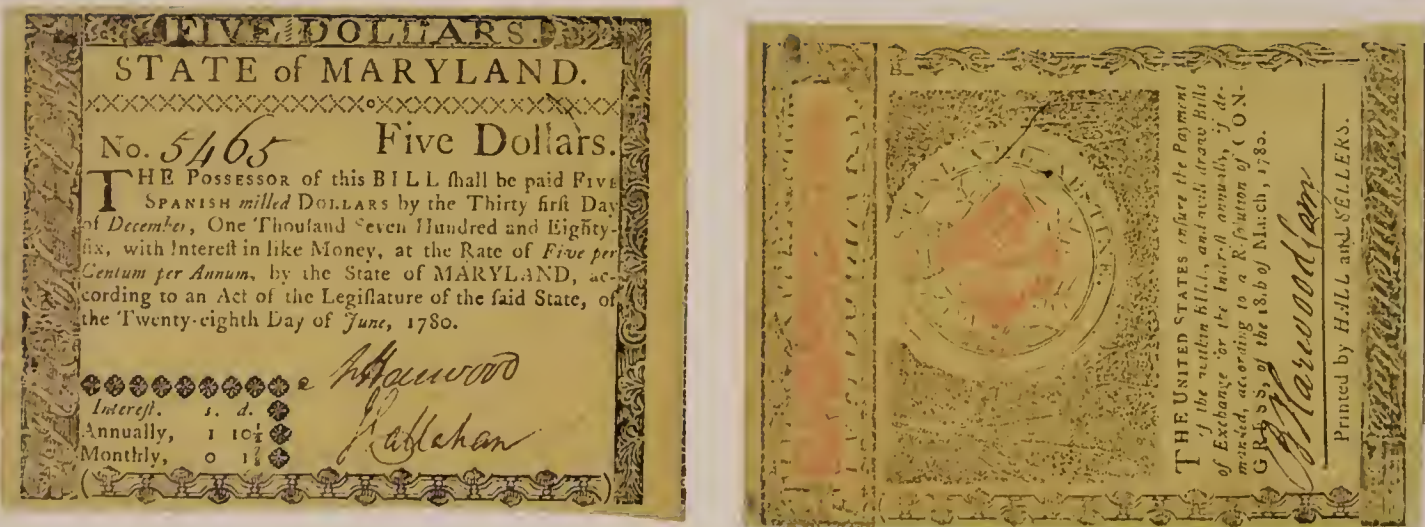 FIVE DOLLARS.
STATE of MARYLAND.
No. 5465 Five Dollars.
THE POSSESSOR of this BILL ſhall be paid FIVE
SPANISH milled DOLLARS by the Thirty firſt Day
of December, One Thouſand Seven Hundred and Eighty-
ſix, with Intereſt in like Money, at the Rate of Five per
Centum per Annum, by the State of MARYLAND, ac-
cording to an Act of the Legiſlature of the ſaid State, of
the Twenty-eighth Day of June, 1780.
Harwood
Callahan
Intereſt. s. d.
Annually, 1 10½
Monthly, 0 1⅞
THE UNITED STATES inſure the Payment
of the within Bill, and will draw Bills
of Exchange for the Intereſt annually, if de-
manded, according to a Reſolution of CON-
GRESS, of the 18th of March, 1780.
Harwood
Printed by HALL and SELLERS.